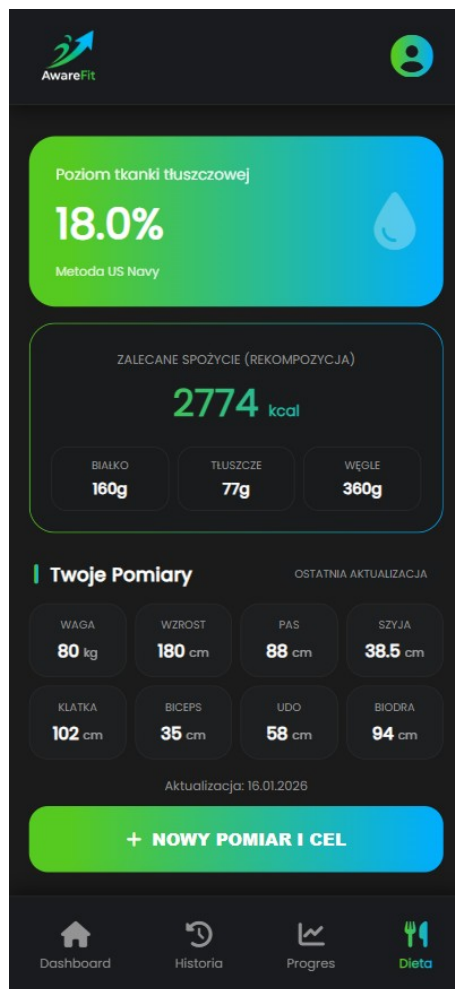 AwareFit
Poziom tkanki tłuszczowej
18.0%
Metoda US Navy
ZALECANE SPOŻYCIE (REKOMPOZYCJA)
2774 kcal
BIAŁKO
160g
TŁUSZCZE
77g
WĘGLE
360g
Twoje Pomiary
OSTATNIA AKTUALIZACJA
WAGA
80 kg
WZROST
180 cm
PAS
88 cm
SZYJA
38.5 cm
KLATKA
102 cm
BICEPS
35 cm
UDO
58 cm
BIODRA
94 cm
Aktualizacja: 16.01.2026
+ NOWY POMIAR I CEL
Dashboard
Historia
Progres
Dieta